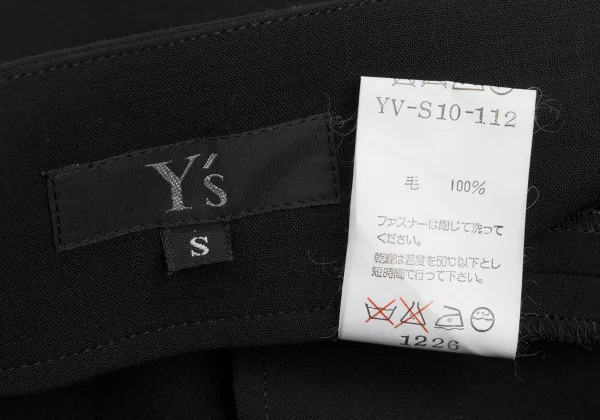 Y's
S
YV-S10-112
毛 100%
ファスナーは閉じて洗って
ください。
乾燥は温度を50℃以下とし
短時間で行って下さい。
1226